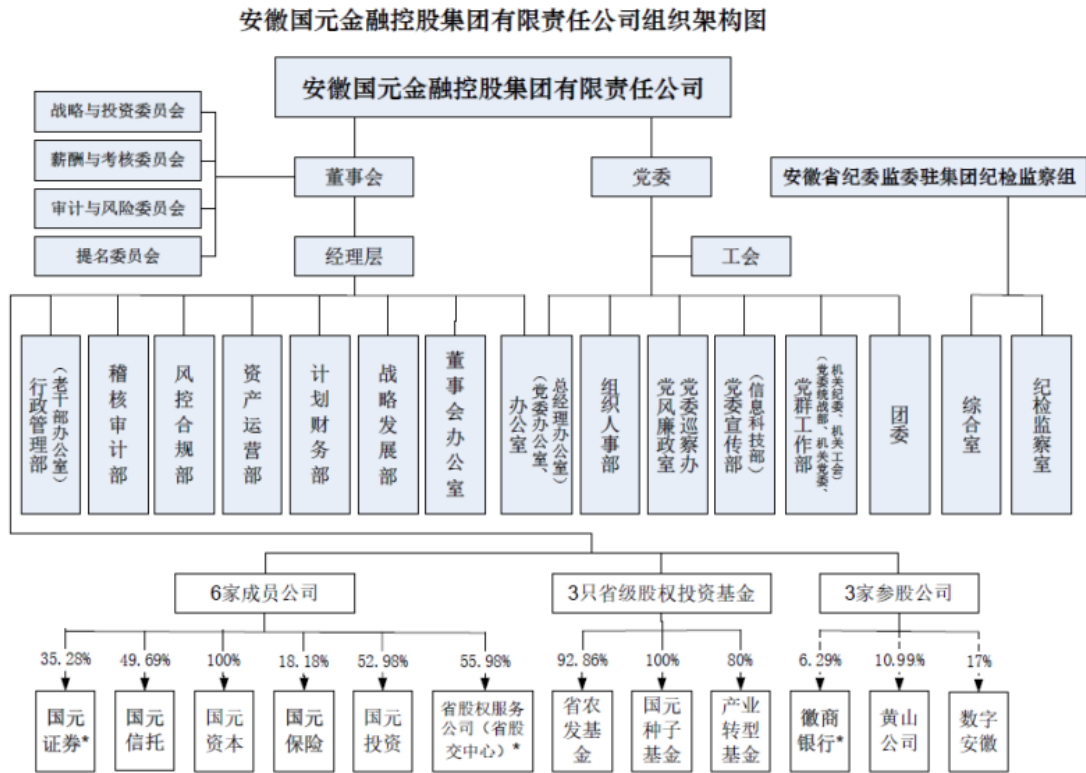 安徽国元金融控股集团有限责任公司组织架构图
安徽国元金融控股集团有限责任公司
战略与投资委员会
薪酬与考核委员会
审计与风险委员会
提名委员会
董事会
党委
安徽省纪委监委驻集团纪检监察组
经理层
工会
行政管理部
（老干部办公室）
稽核审计部
风控合规部
资产运营部
计划财务部
战略发展部
董事会办公室
办公室
（党委办公室、
总经理办公室）
组织人事部
党风廉政室
党委巡察办
党委宣传部
（信息科技部）
党群工作部
（党委统战部、机关党委、
机关纪委、机关工会）
团委
综合室
纪检监察室
6家成员公司
3只省级股权投资基金
3家参股公司
35.28%
49.69%
100%
18.18%
52.98%
55.98%
92.86%
100%
80%
6.29%
10.99%
17%
国元
证券*
国元
信托
国元
资本
国元
保险
国元
投资
省股权服务
公司（省股
交中心）*
省农
发基
金
国元
种子
基金
产业
转型
基金
徽商
银行*
黄山
公司
数字
安徽